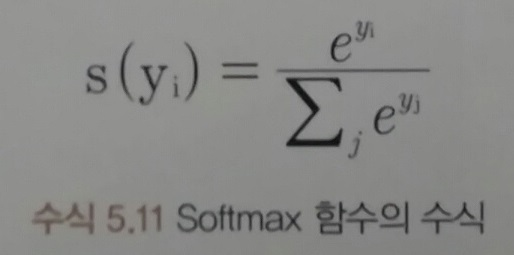 s(yᵢ) = e^{yᵢ} / ∑ⱼ e^{yⱼ}
수식 5.11 Softmax 함수의 수식